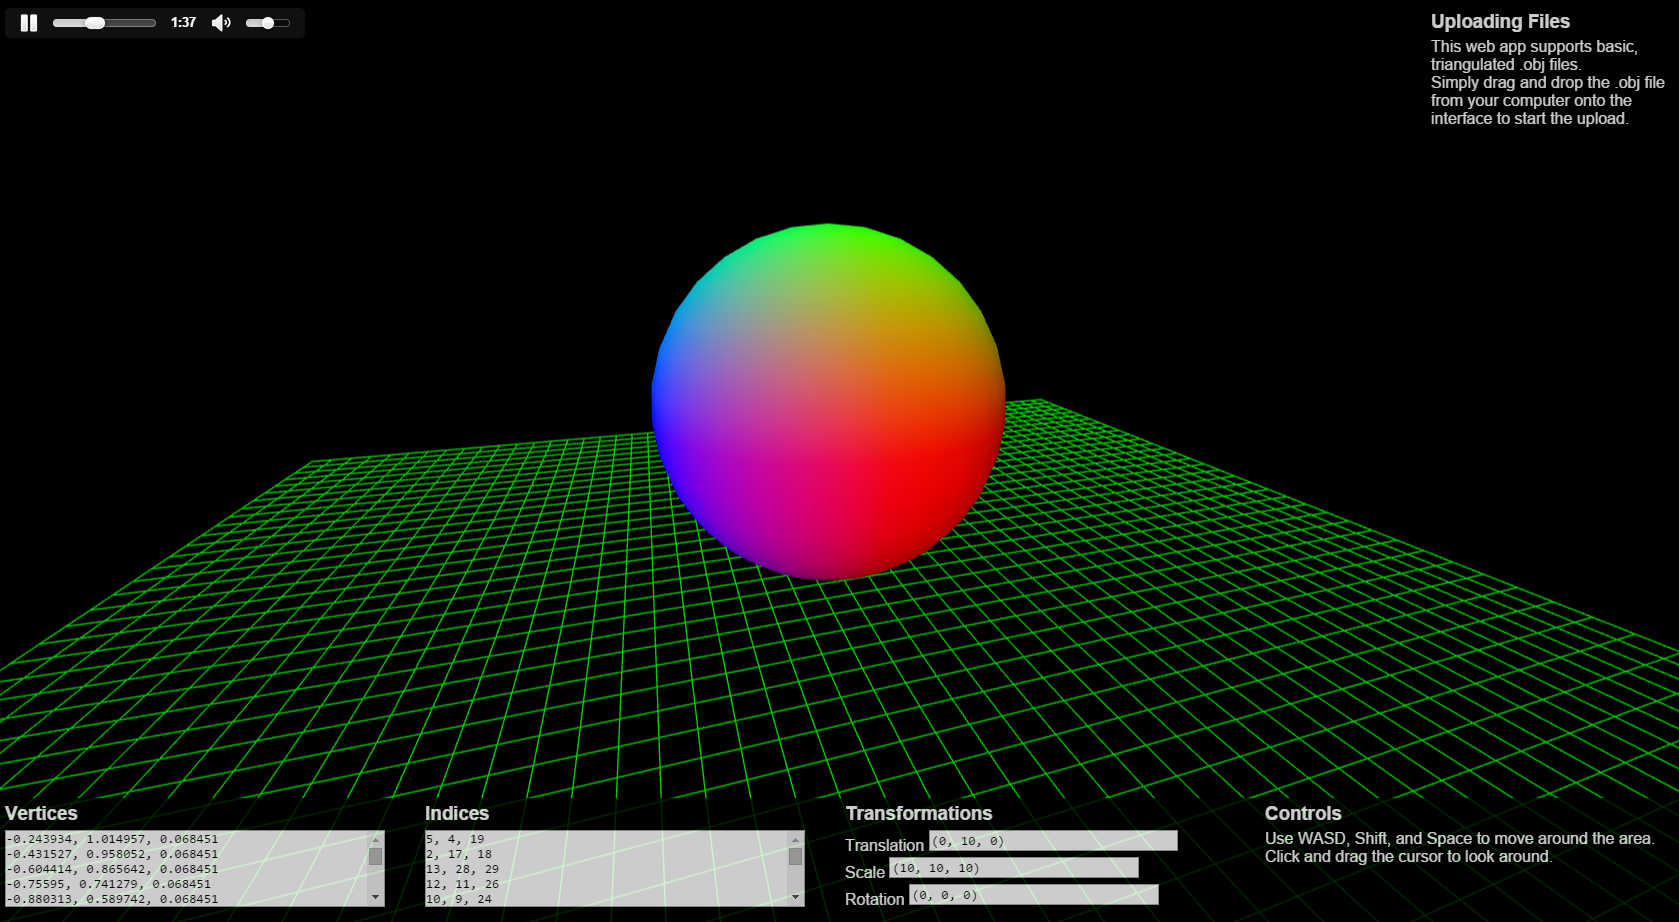 1:37
Uploading Files
This web app supports basic,
triangulated .obj files.
Simply drag and drop the .obj file
from your computer onto the
interface to start the upload.
Vertices
-0.243934, 1.014957, 0.068451
-0.431527, 0.958052, 0.068451
-0.604414, 0.865642, 0.068451
-0.75595, 0.741279, 0.068451
-0.880313, 0.589742, 0.068451
Indices
5, 4, 19
2, 17, 18
13, 28, 29
12, 11, 26
10, 9, 24
Transformations
Translation (0, 10, 0)
Scale (10, 10, 10)
Rotation (0, 0, 0)
Controls
Use WASD, Shift, and Space to move around the area.
Click and drag the cursor to look around.